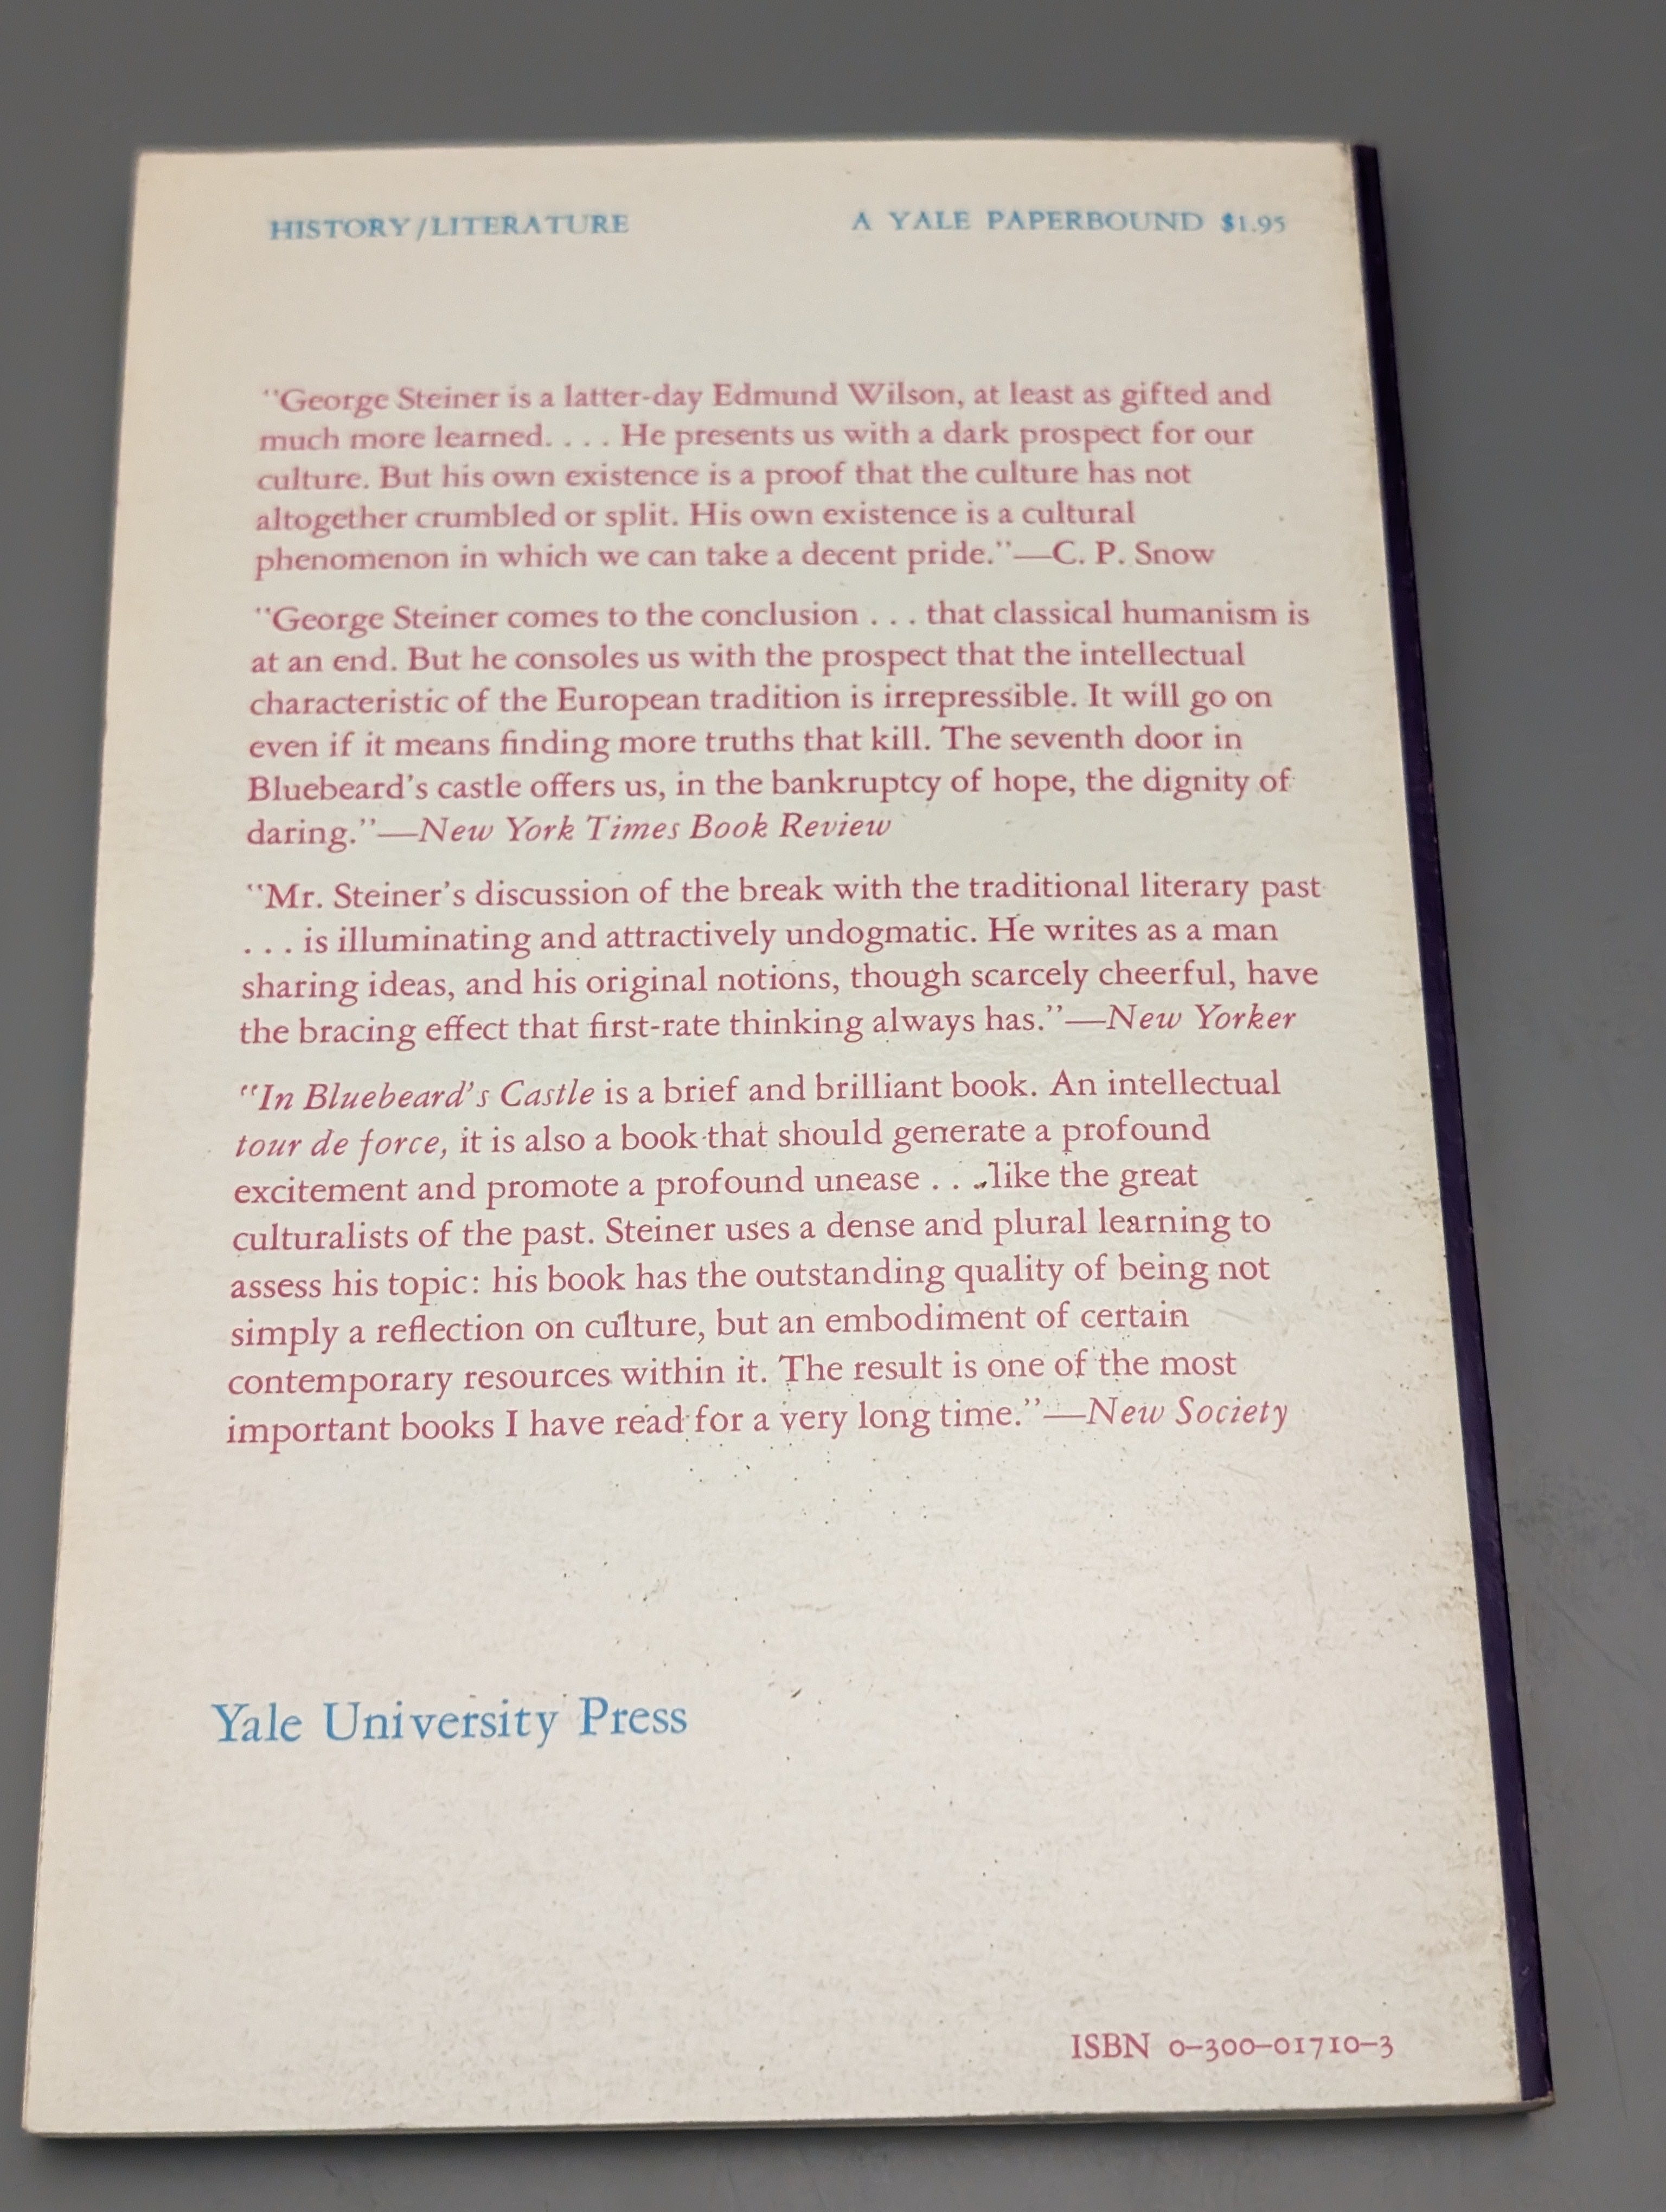 HISTORY/LITERATURE
A YALE PAPERBOUND $1.95
"George Steiner is a latter-day Edmund Wilson, at least as gifted and
much more learned. . . . He presents us with a dark prospect for our
culture. But his own existence is a proof that the culture has not
altogether crumbled or split. His own existence is a cultural
phenomenon in which we can take a decent pride."—C. P. Snow
"George Steiner comes to the conclusion . . . that classical humanism is
at an end. But he consoles us with the prospect that the intellectual
characteristic of the European tradition is irrepressible. It will go on
even if it means finding more truths that kill. The seventh door in
Bluebeard's castle offers us, in the bankruptcy of hope, the dignity of
daring."—New York Times Book Review
"Mr. Steiner's discussion of the break with the traditional literary past
. . . is illuminating and attractively undogmatic. He writes as a man
sharing ideas, and his original notions, though scarcely cheerful, have
the bracing effect that first-rate thinking always has."—New Yorker
"In Bluebeard's Castle is a brief and brilliant book. An intellectual
tour de force, it is also a book that should generate a profound
excitement and promote a profound unease . . . like the great
culturalists of the past. Steiner uses a dense and plural learning to
assess his topic: his book has the outstanding quality of being not
simply a reflection on culture, but an embodiment of certain
contemporary resources within it. The result is one of the most
important books I have read for a very long time."—New Society
Yale University Press
ISBN 0-300-01710-3